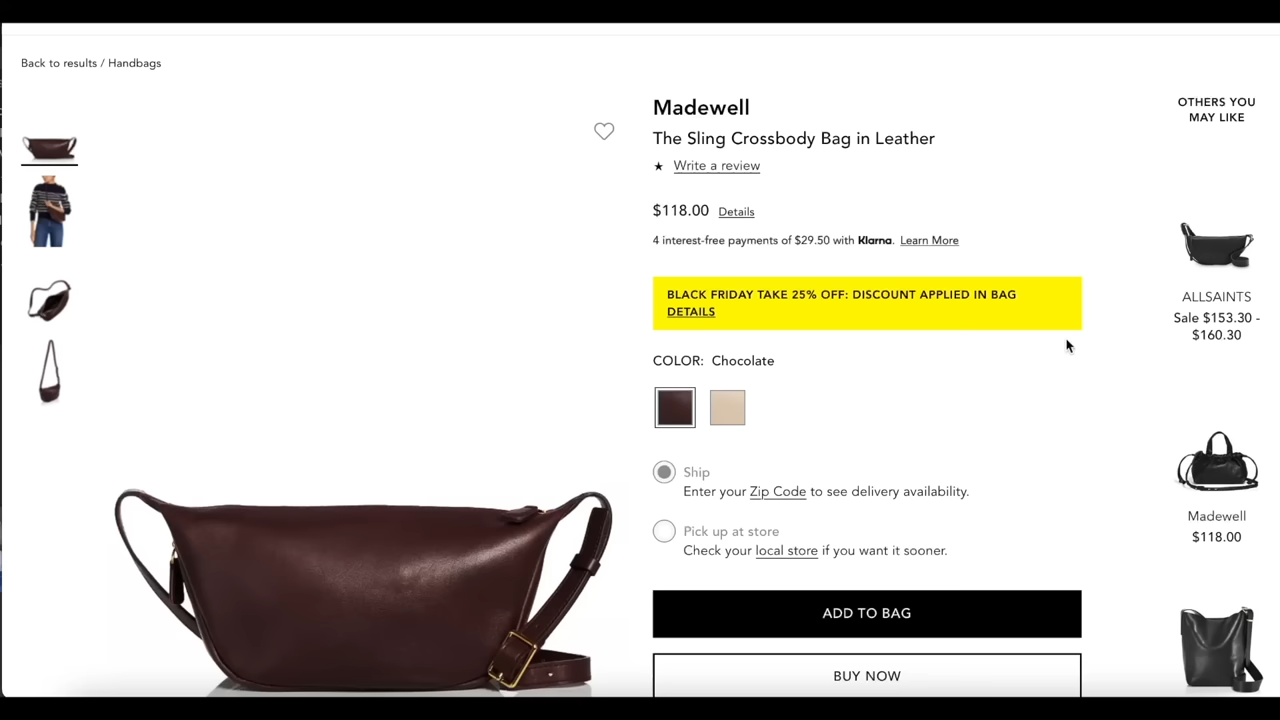 Back to results / Handbags
Madewell
The Sling Crossbody Bag in Leather
★ Write a review
$118.00 Details
4 interest-free payments of $29.50 with Klarna. Learn More
BLACK FRIDAY TAKE 25% OFF: DISCOUNT APPLIED IN BAG
DETAILS
COLOR: Chocolate
Ship
Enter your Zip Code to see delivery availability.
Pick up at store
Check your local store if you want it sooner.
ADD TO BAG
BUY NOW
OTHERS YOU
MAY LIKE
ALLSAINTS
Sale $153.30 -
$160.30
Madewell
$118.00